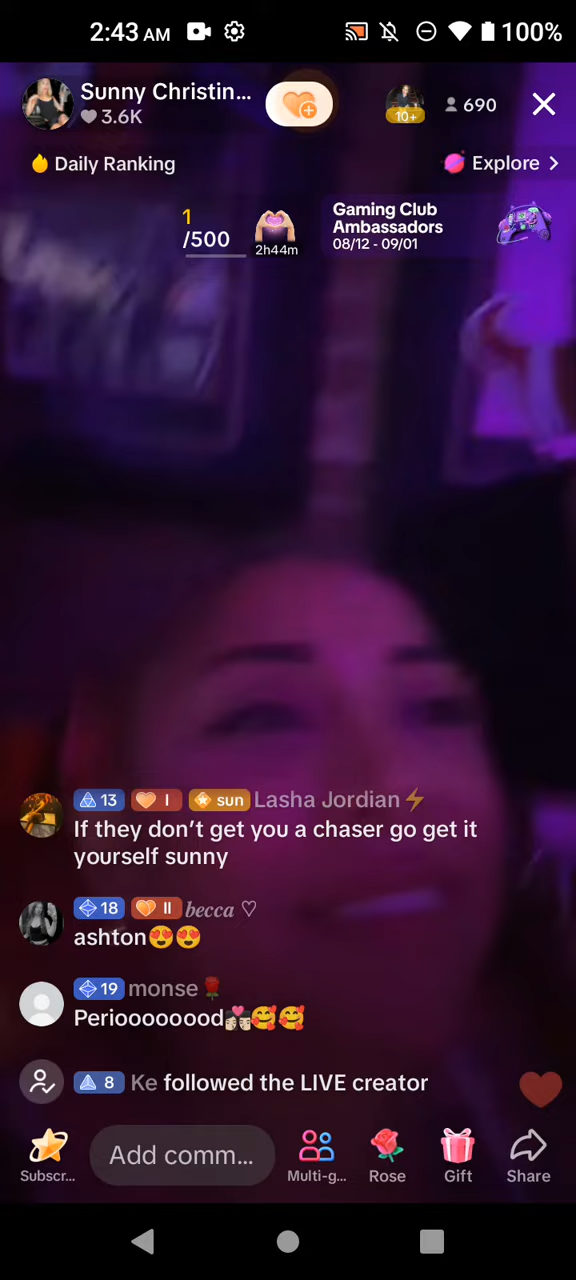 2:43 AM
100%
Sunny Christin...
3.6K
10+
690
Daily Ranking
Explore >
1
/500
2h44m
Gaming Club
Ambassadors
08/12 - 09/01
13 I sun Lasha Jordian⚡
If they don’t get you a chaser go get it
yourself sunny
18 II becca ♡
ashton😍😍
19 monse🌹
Periooooooood👩🏻‍❤️‍💋‍👩🏻🥰🥰
8 Ke followed the LIVE creator
Subscr...
Add comm...
Multi-g...
Rose
Gift
Share